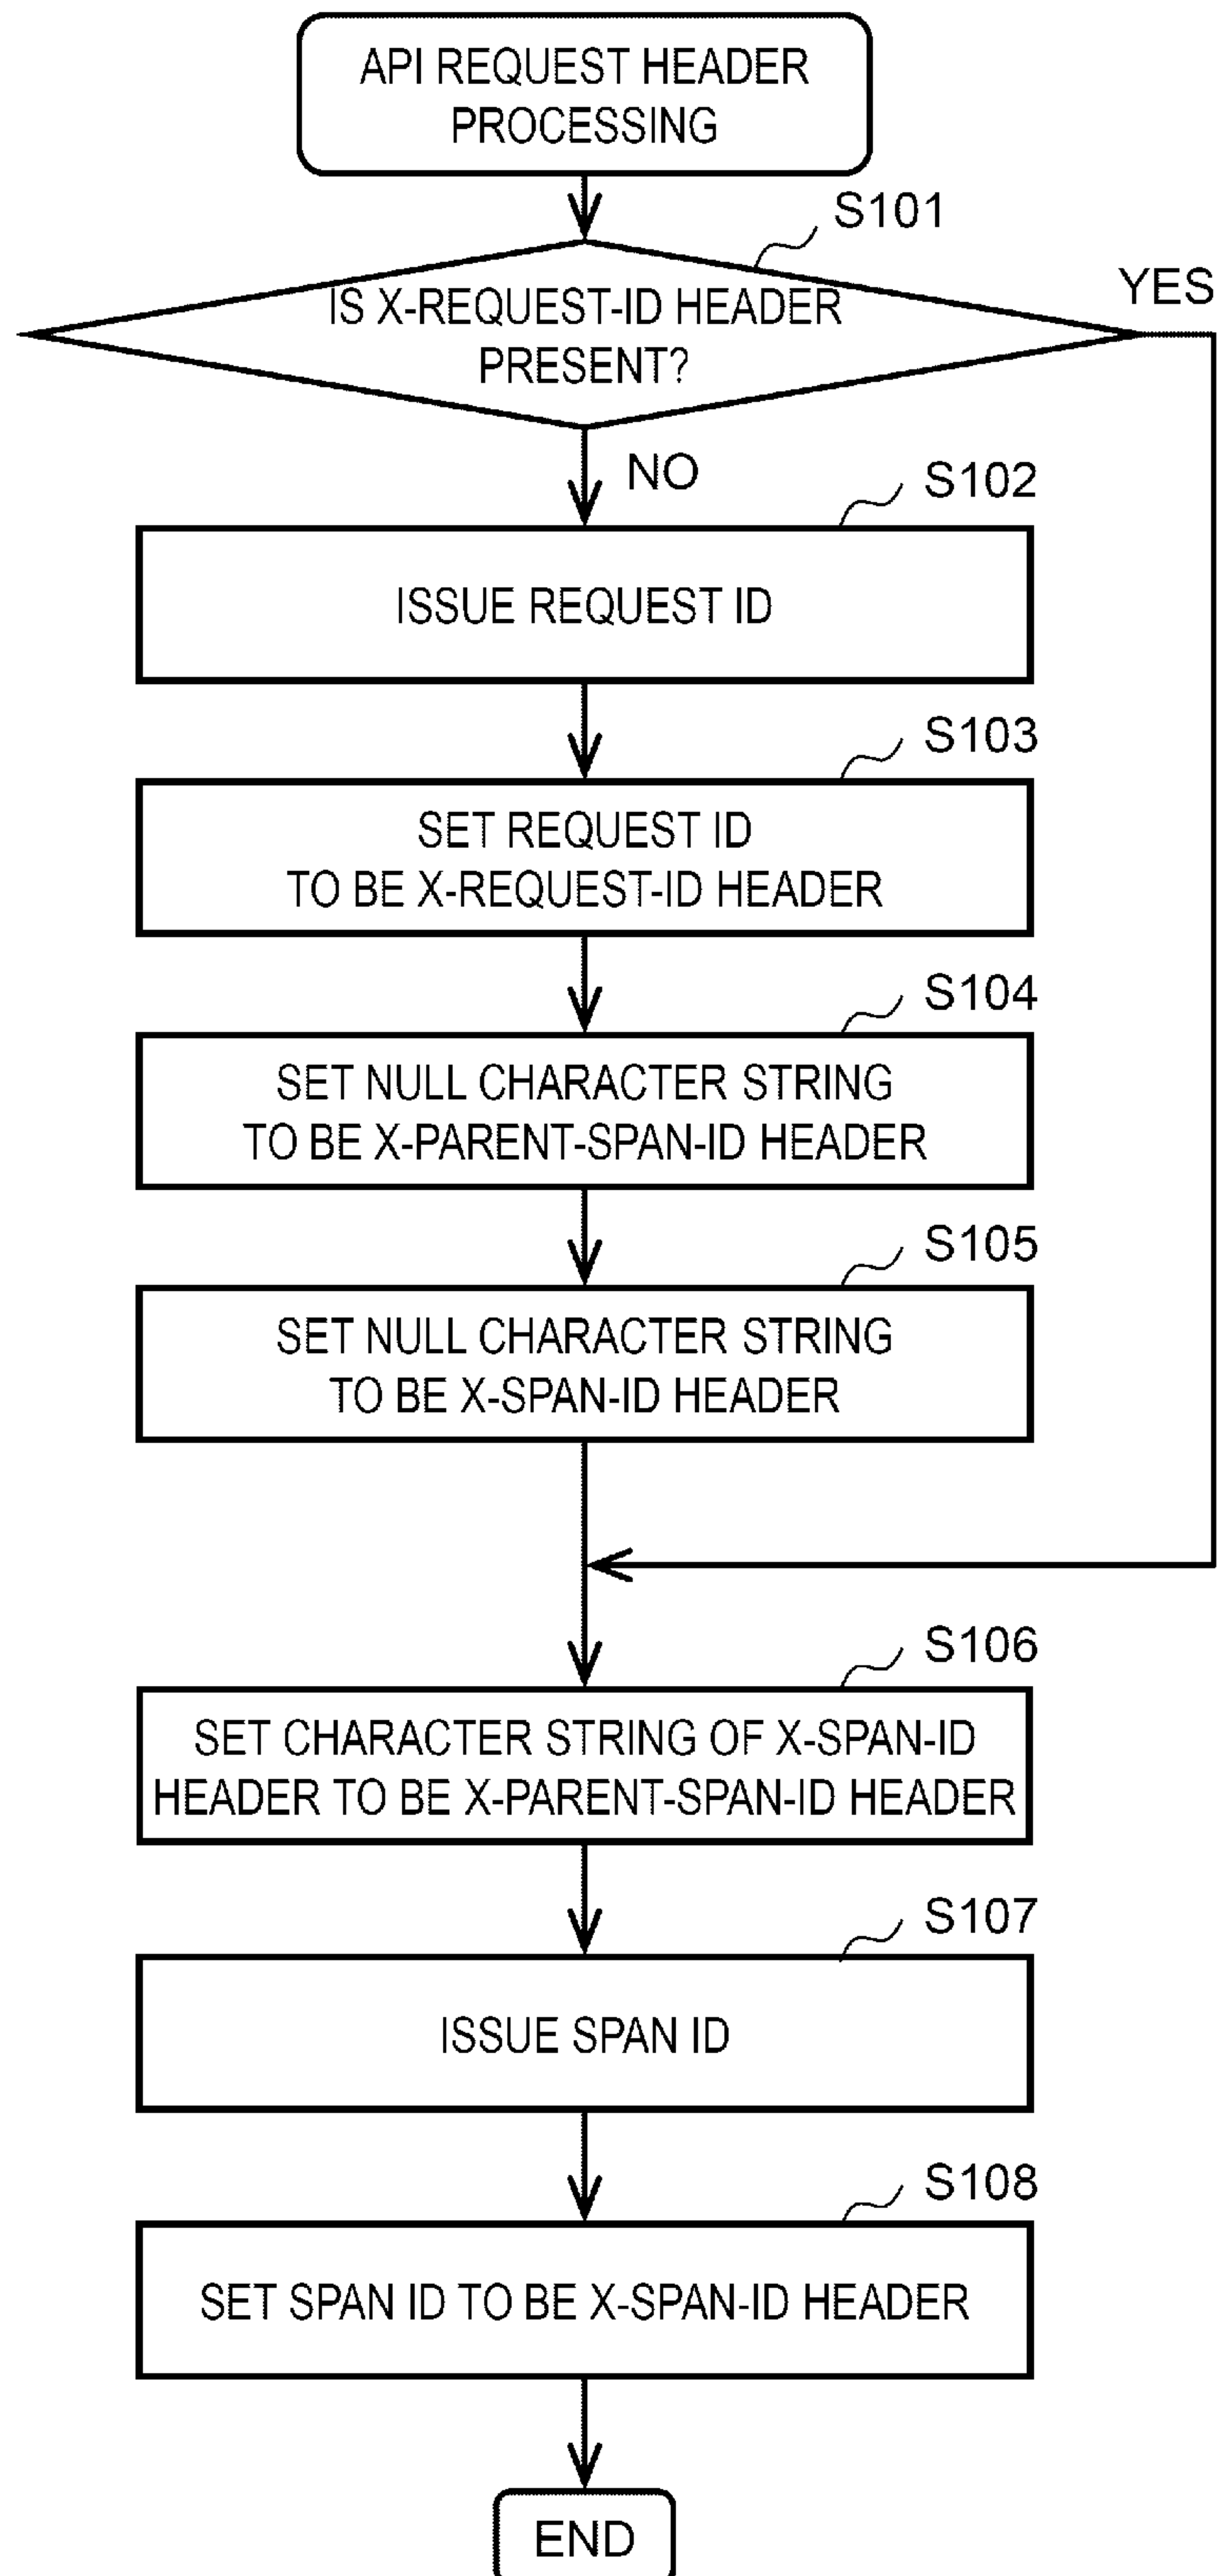 API REQUEST HEADER
PROCESSING
S101
IS X-REQUEST-ID HEADER
PRESENT?
YES
NO
S102
ISSUE REQUEST ID
S103
SET REQUEST ID
TO BE X-REQUEST-ID HEADER
S104
SET NULL CHARACTER STRING
TO BE X-PARENT-SPAN-ID HEADER
S105
SET NULL CHARACTER STRING
TO BE X-SPAN-ID HEADER
S106
SET CHARACTER STRING OF X-SPAN-ID
HEADER TO BE X-PARENT-SPAN-ID HEADER
S107
ISSUE SPAN ID
S108
SET SPAN ID TO BE X-SPAN-ID HEADER
END